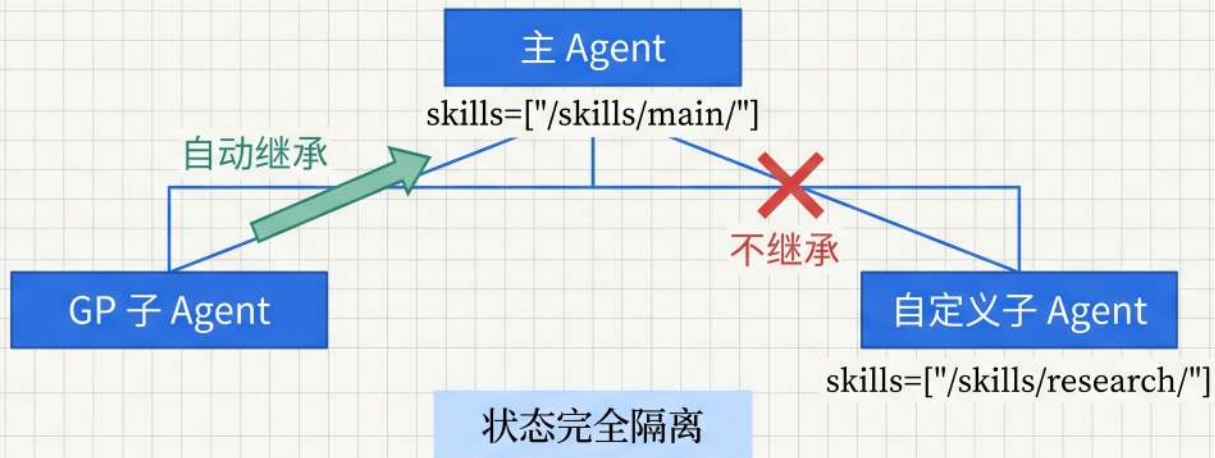 主 Agent
skills=["/skills/main/"]
自动继承
不继承
GP 子 Agent
自定义子 Agent
skills=["/skills/research/"]
状态完全隔离